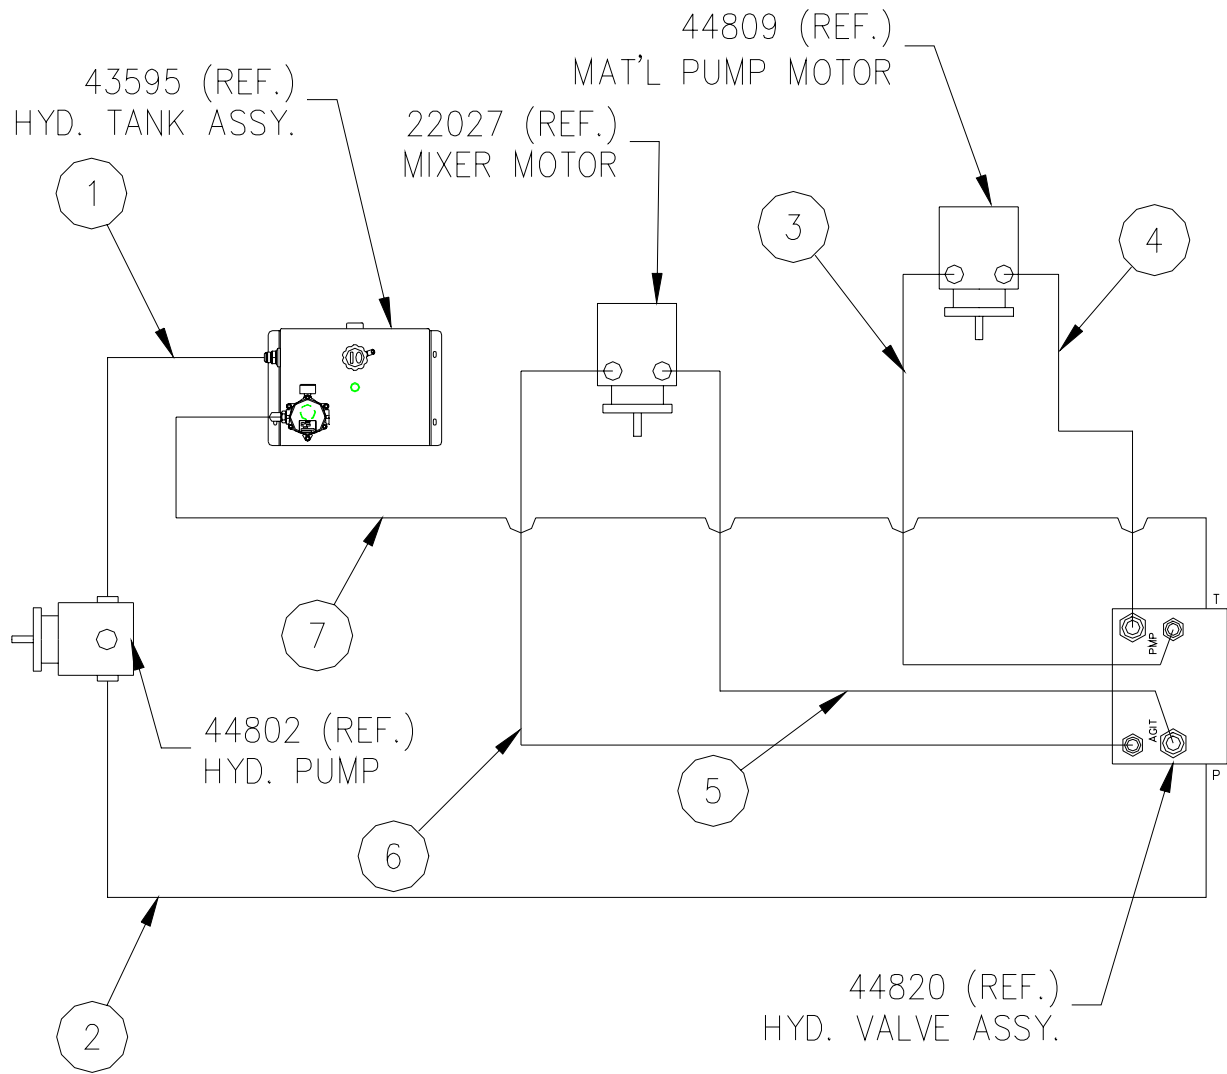 44809 (REF.)
MAT'L PUMP MOTOR
43595 (REF.)
HYD. TANK ASSY.
22027 (REF.)
MIXER MOTOR
1
3
4
7
T
PMP
44802 (REF.)
HYD. PUMP
AGIT
P
5
6
44820 (REF.)
HYD. VALVE ASSY.
2